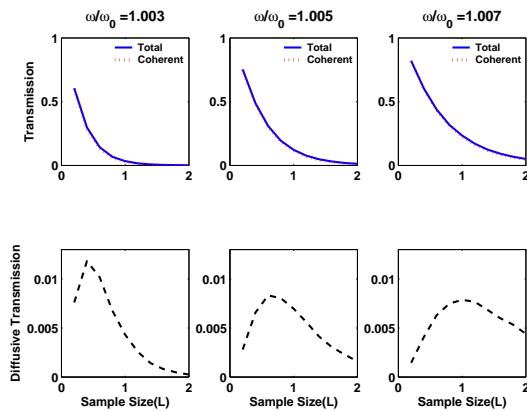 ω/ω₀ =1.003 ω/ω₀ =1.005 ω/ω₀ =1.007
Transmission
1
0.5
0
0 1 2
Total
Coherent
1
0.5
0
0 1 2
Total
Coherent
1
0.5
0
0 1 2
Total
Coherent
Diffusive Transmission
0.01
0.005
0
0 1 2
Sample Size(L)
0.01
0.005
0
0 1 2
Sample Size(L)
0.01
0.005
0
0 1 2
Sample Size(L)